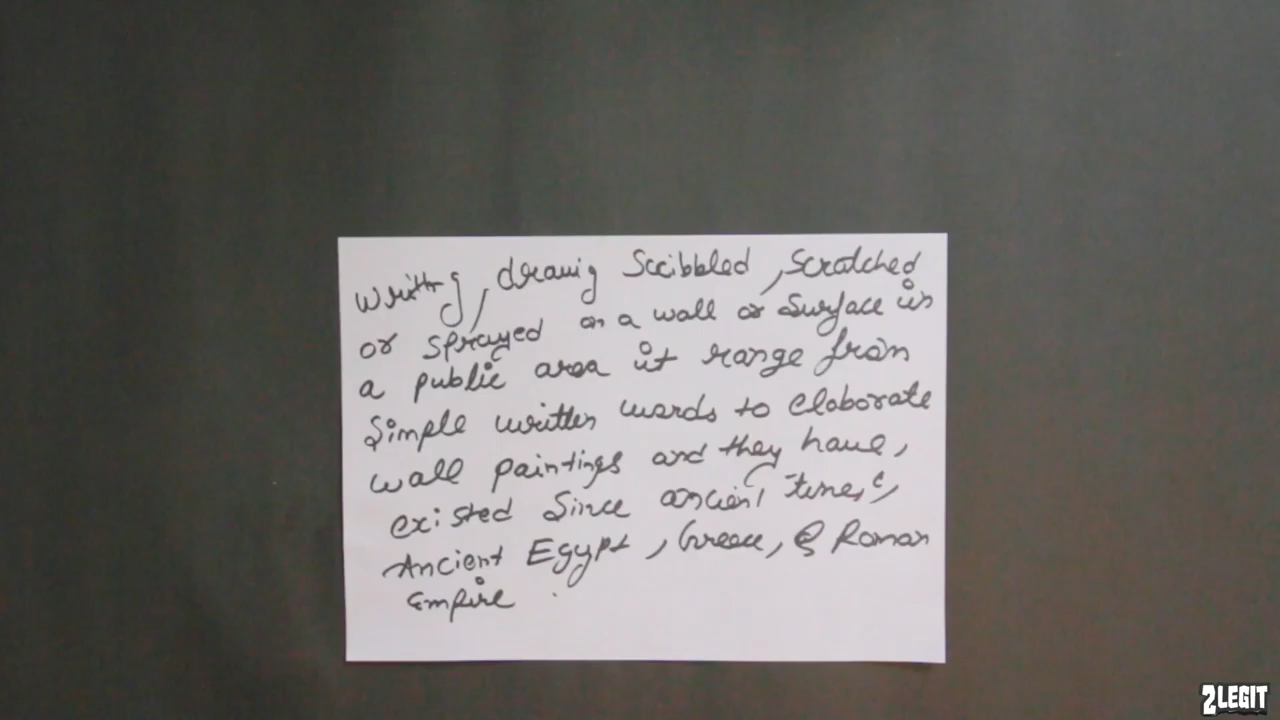 writing, drawing Scribbled, Scratched
or sprayed on a wall or Surface in
a public area it range from
Simple written words to elaborate
wall paintings and they have,
existed Since ancient times,
Ancient Egypt, Greece, & Roman
Empire.
2LEGIT